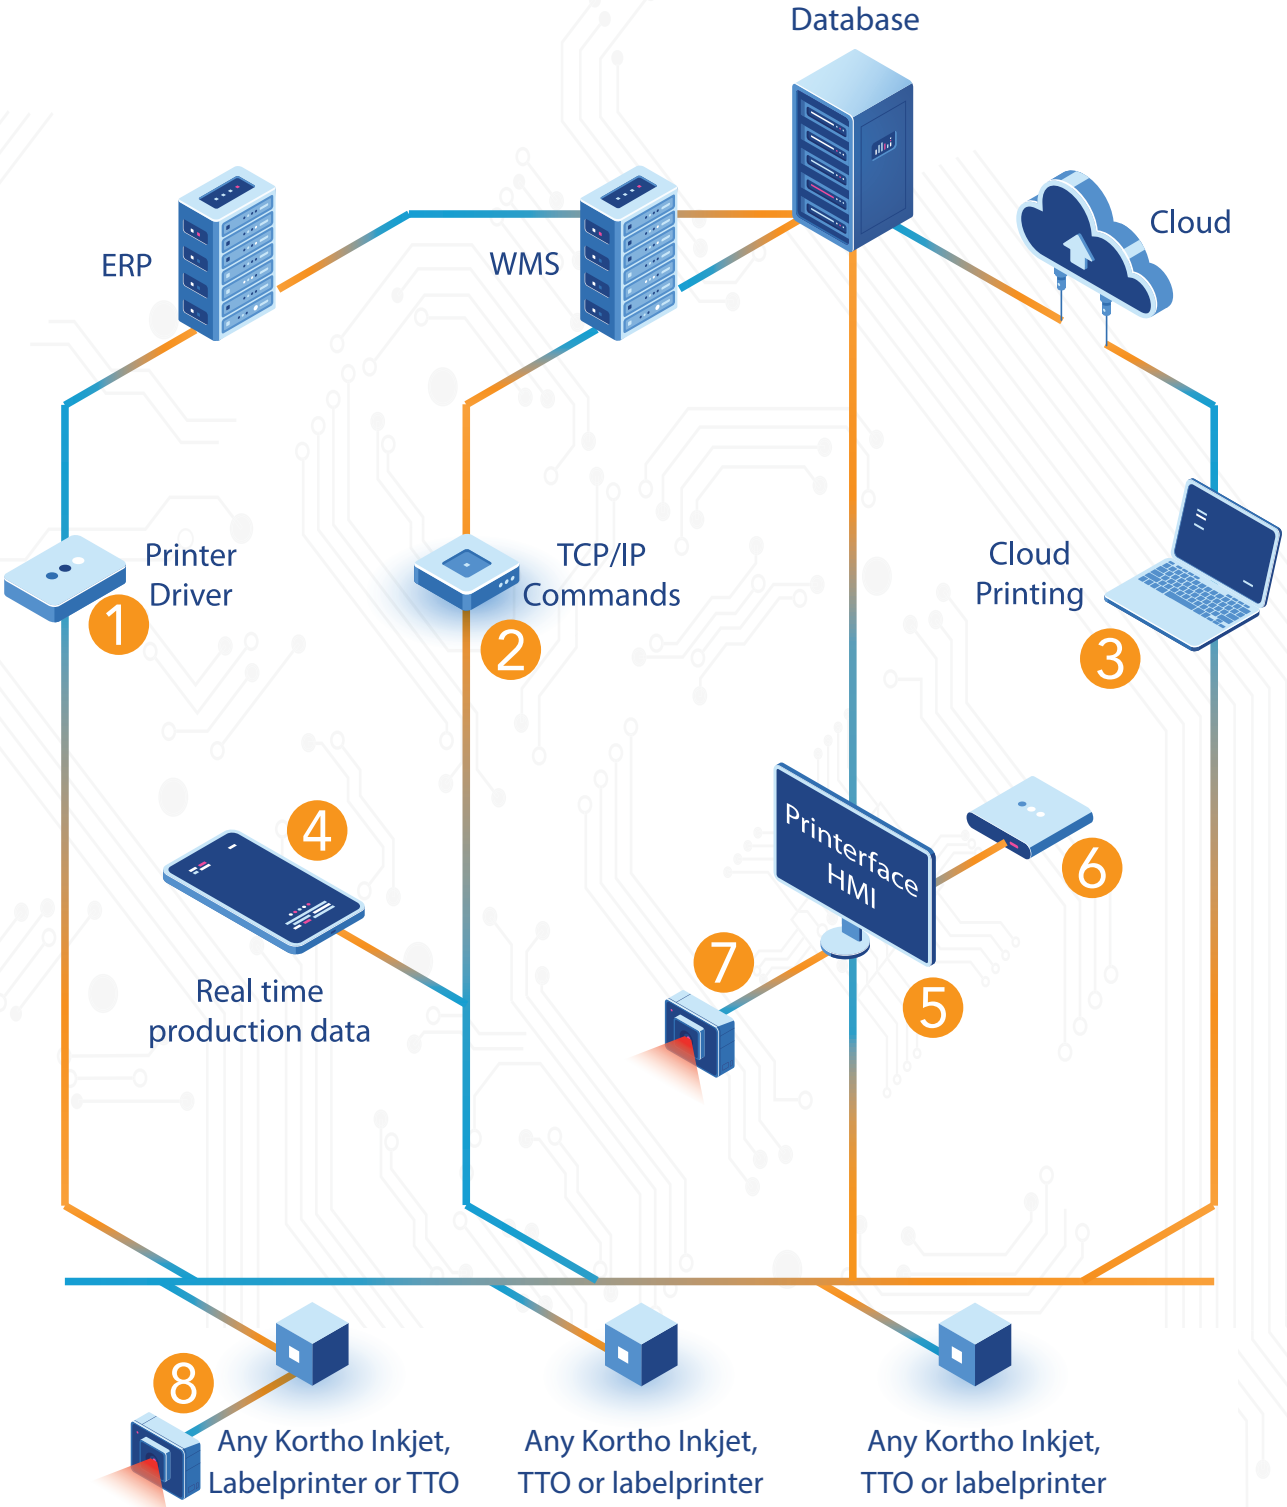 Database
Cloud
ERP
WMS
Printer
Driver
1
TCP/IP
Commands
2
Cloud
Printing
3
4
Real time
production data
Printerface
HMI
5
6
7
8
Any Kortho Inkjet,
Labelprinter or TTO
Any Kortho Inkjet,
TTO or labelprinter
Any Kortho Inkjet,
TTO or labelprinter